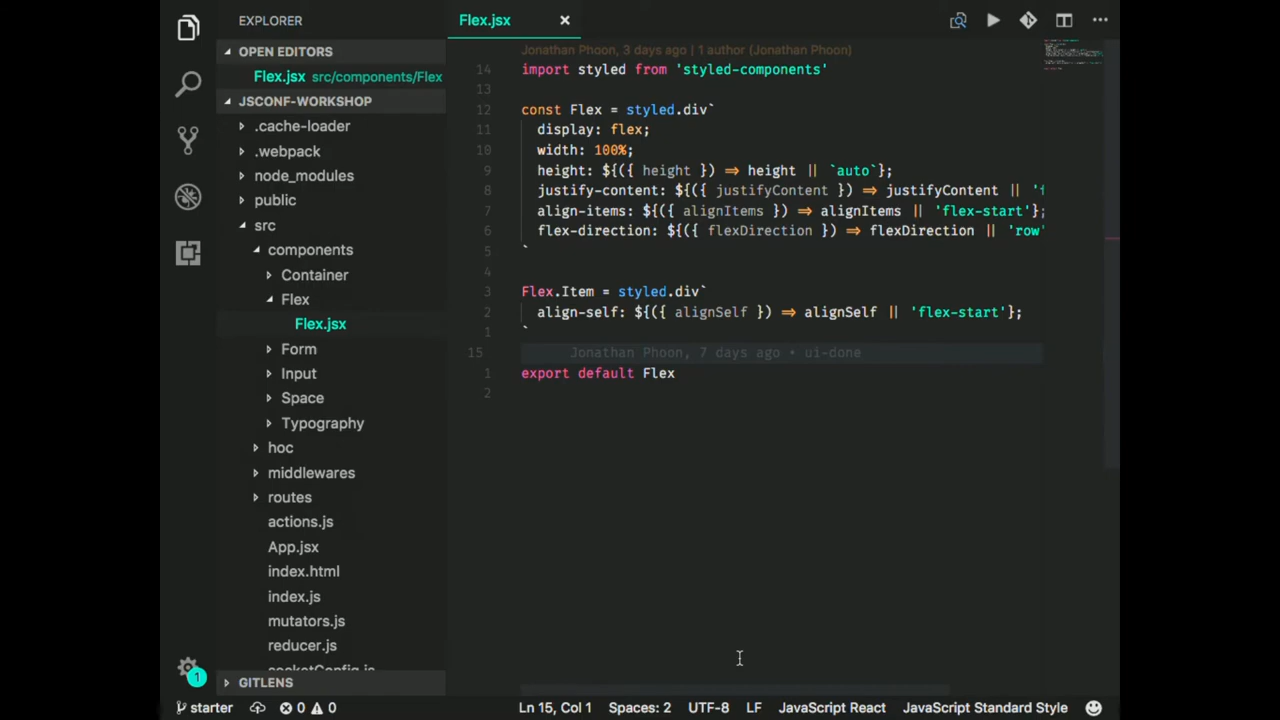 EXPLORER
OPEN EDITORS
Flex.jsx src/components/Flex
JSCONF-WORKSHOP
.cache-loader
.webpack
node_modules
public
src
components
Container
Flex
Flex.jsx
Form
Input
Space
Typography
hoc
middlewares
routes
actions.js
App.jsx
index.html
index.js
mutators.js
reducer.js
socketConfig.js
GITLENS
Flex.jsx
Jonathan Phoon, 3 days ago | 1 author (Jonathan Phoon)
14 import styled from 'styled-components'
13
12 const Flex = styled.div`
11 display: flex;
10 width: 100%;
9 height: ${({ height }) => height || `auto`};
8 justify-content: ${({ justifyContent }) => justifyContent || 'f
7 align-items: ${({ alignItems }) => alignItems || 'flex-start'};
6 flex-direction: ${({ flexDirection }) => flexDirection || 'row'
5 `
4
3 Flex.Item = styled.div`
2 align-self: ${({ alignSelf }) => alignSelf || 'flex-start'};
1 `
15 Jonathan Phoon, 7 days ago • ui-done
1 export default Flex
2
1
starter 0 0 Ln 15, Col 1 Spaces: 2 UTF-8 LF JavaScript React JavaScript Standard Style